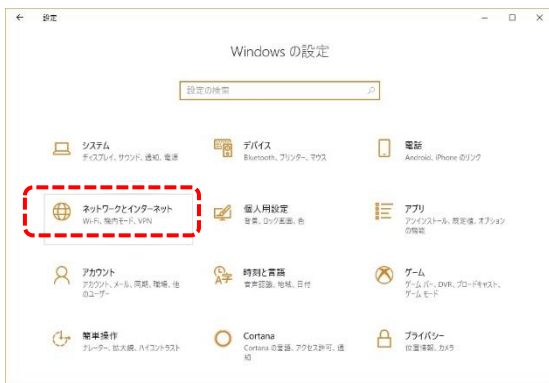 設定
Windows の設定
設定の検索
システム
ディスプレイ、サウンド、通知、電源
デバイス
Bluetooth、プリンター、マウス
電話
Android、iPhone のリンク
ネットワークとインターネット
Wi-Fi、機内モード、VPN
個人用設定
背景、ロック画面、色
アプリ
アンインストール、既定値、オプション
の機能
アカウント
アカウント、メール、同期、職場、他
のユーザー
時刻と言語
音声認識、地域、日付
ゲーム
ゲーム バー、DVR、ブロードキャスト、
ゲーム モード
簡単操作
ナレーター、拡大鏡、ハイコントラスト
Cortana
Cortana の言語、アクセス許可、通
知
プライバシー
位置情報、カメラ